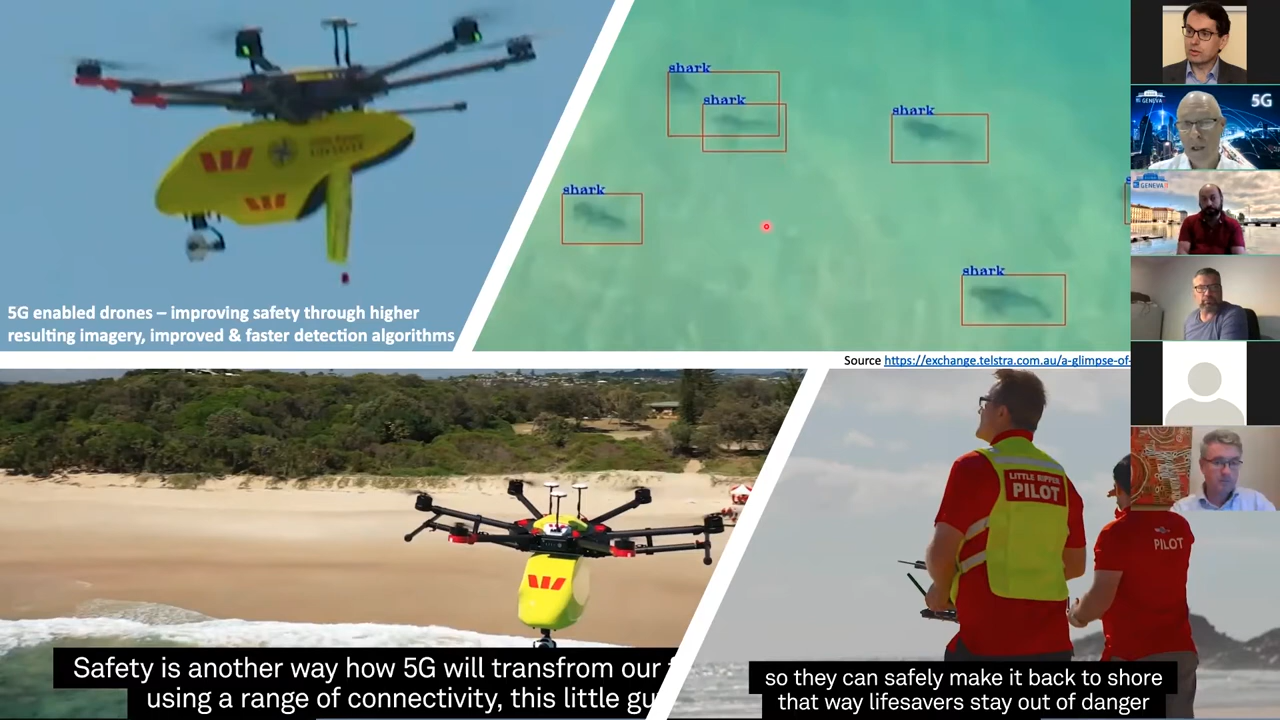 5G enabled drones – improving safety through higher
resulting imagery, improved & faster detection algorithms
shark
shark
shark
shark
shark
Source https://exchange.telstra.com.au/a-glimpse-of-
Safety is another way how 5G will transfrom our
using a range of connectivity, this little
LITTLE RIPPER
PILOT
PILOT
so they can safely make it back to shore
that way lifesavers stay out of danger
GENEVA
5G
GENEVA